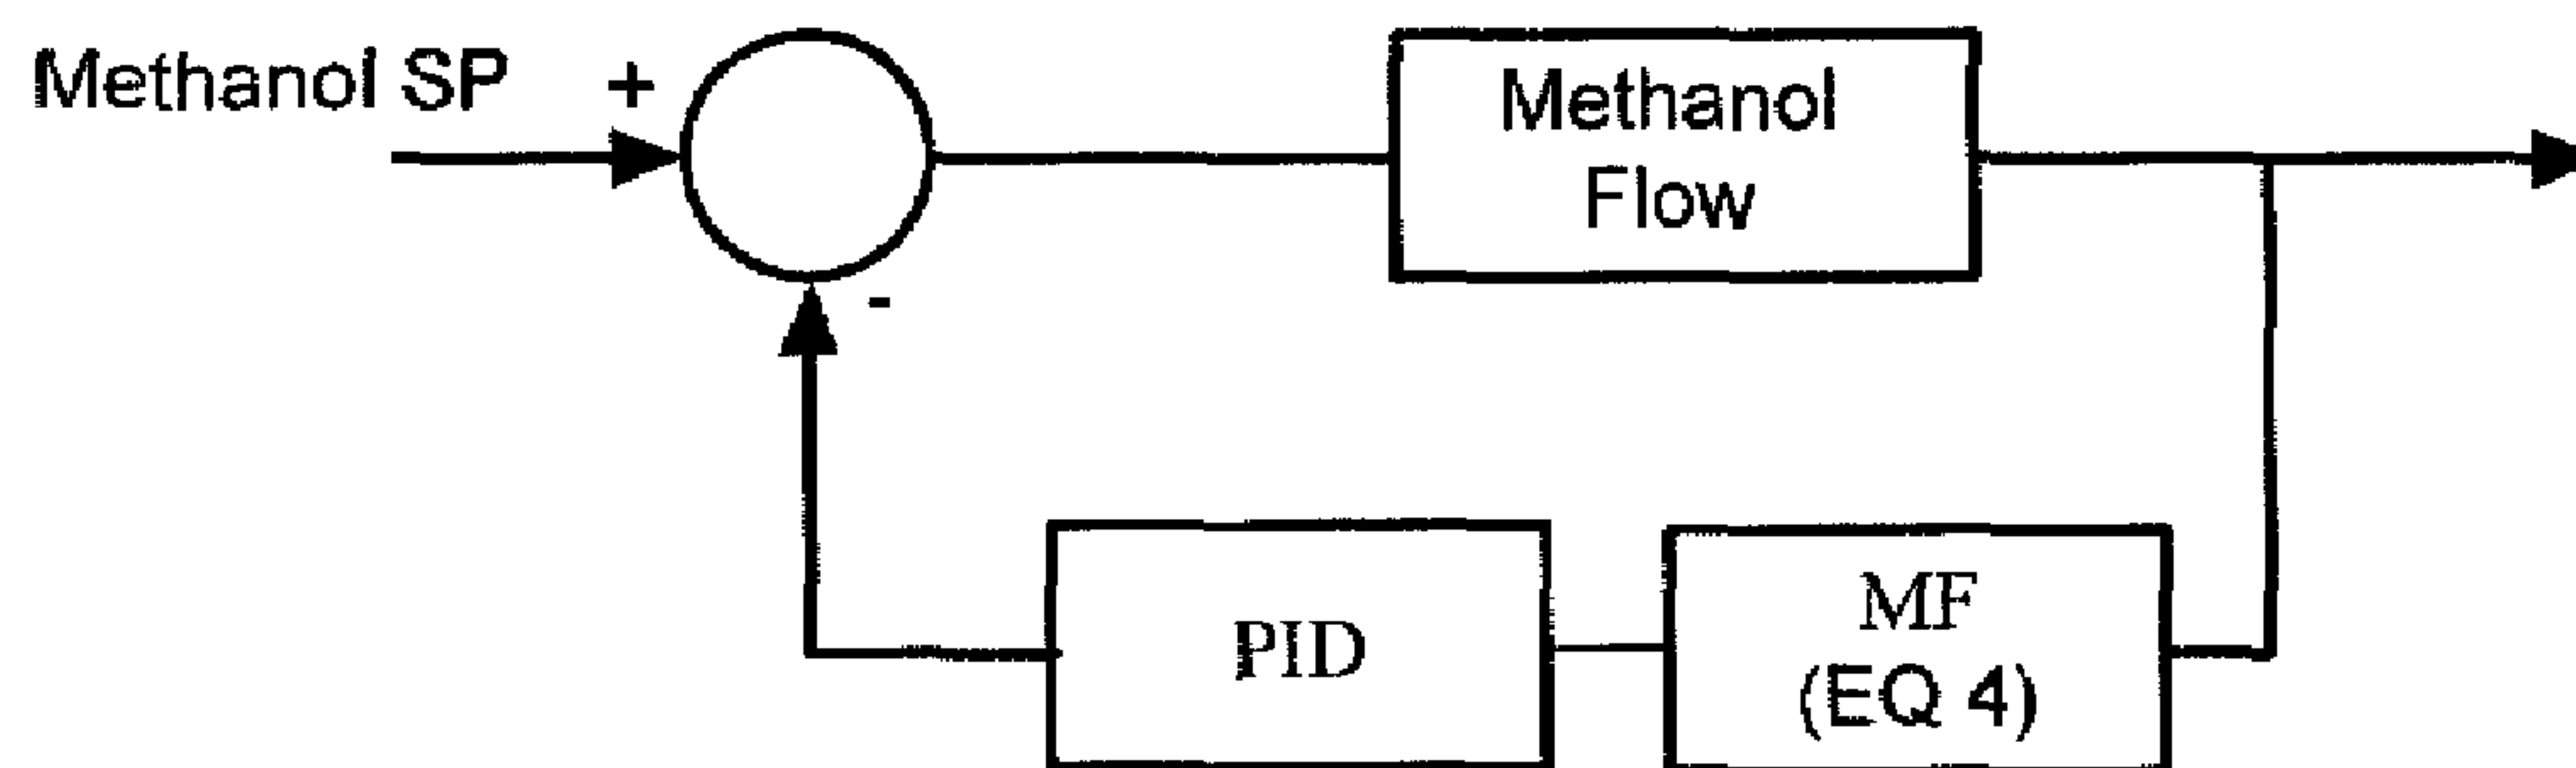 Methanol SP +
Methanol
Flow
-
PID
MF
(EQ 4)